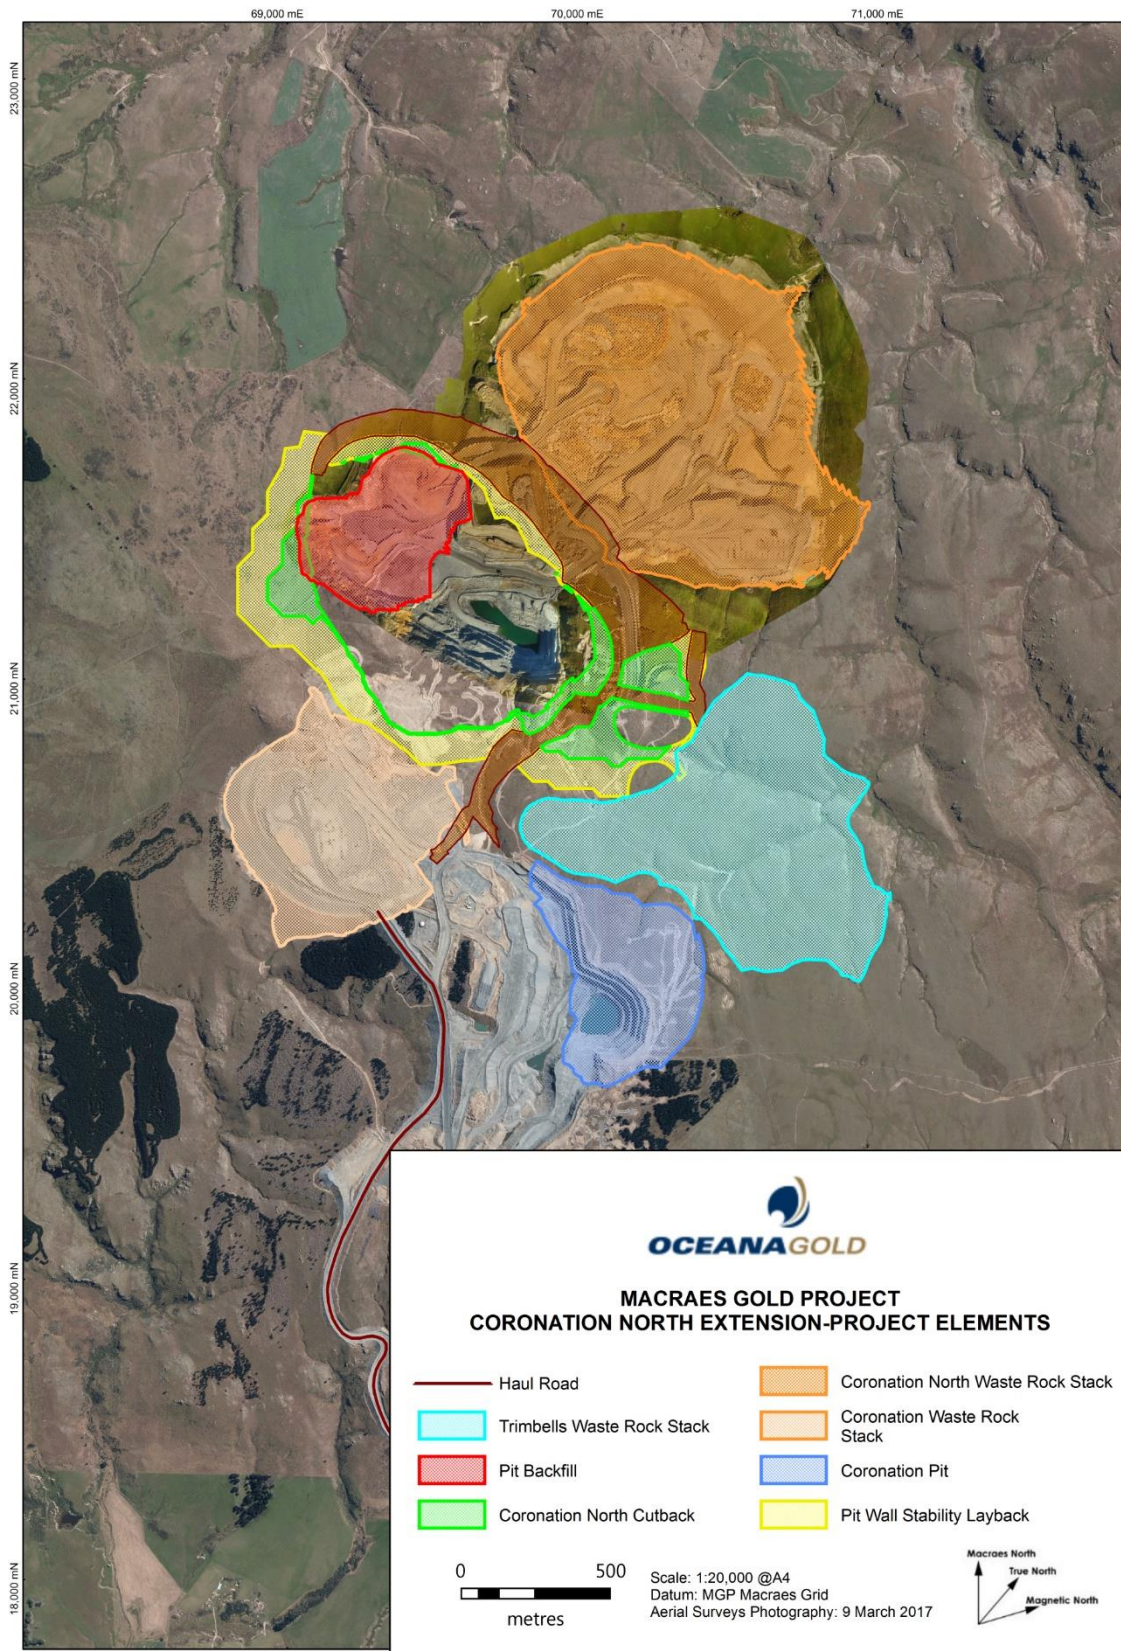 69,000 mE
70,000 mE
71,000 mE
23,000 mN
22,000 mN
21,000 mN
20,000 mN
19,000 mN
18,000 mN
OCEANAGOLD
MACRAES GOLD PROJECT
CORONATION NORTH EXTENSION-PROJECT ELEMENTS
Haul Road
Trimbells Waste Rock Stack
Pit Backfill
Coronation North Cutback
Coronation North Waste Rock Stack
Coronation Waste Rock
Stack
Coronation Pit
Pit Wall Stability Layback
0 500
metres
Scale: 1:20,000 @A4
Datum: MGP Macraes Grid
Aerial Surveys Photography: 9 March 2017
Macraes North
True North
Magnetic North